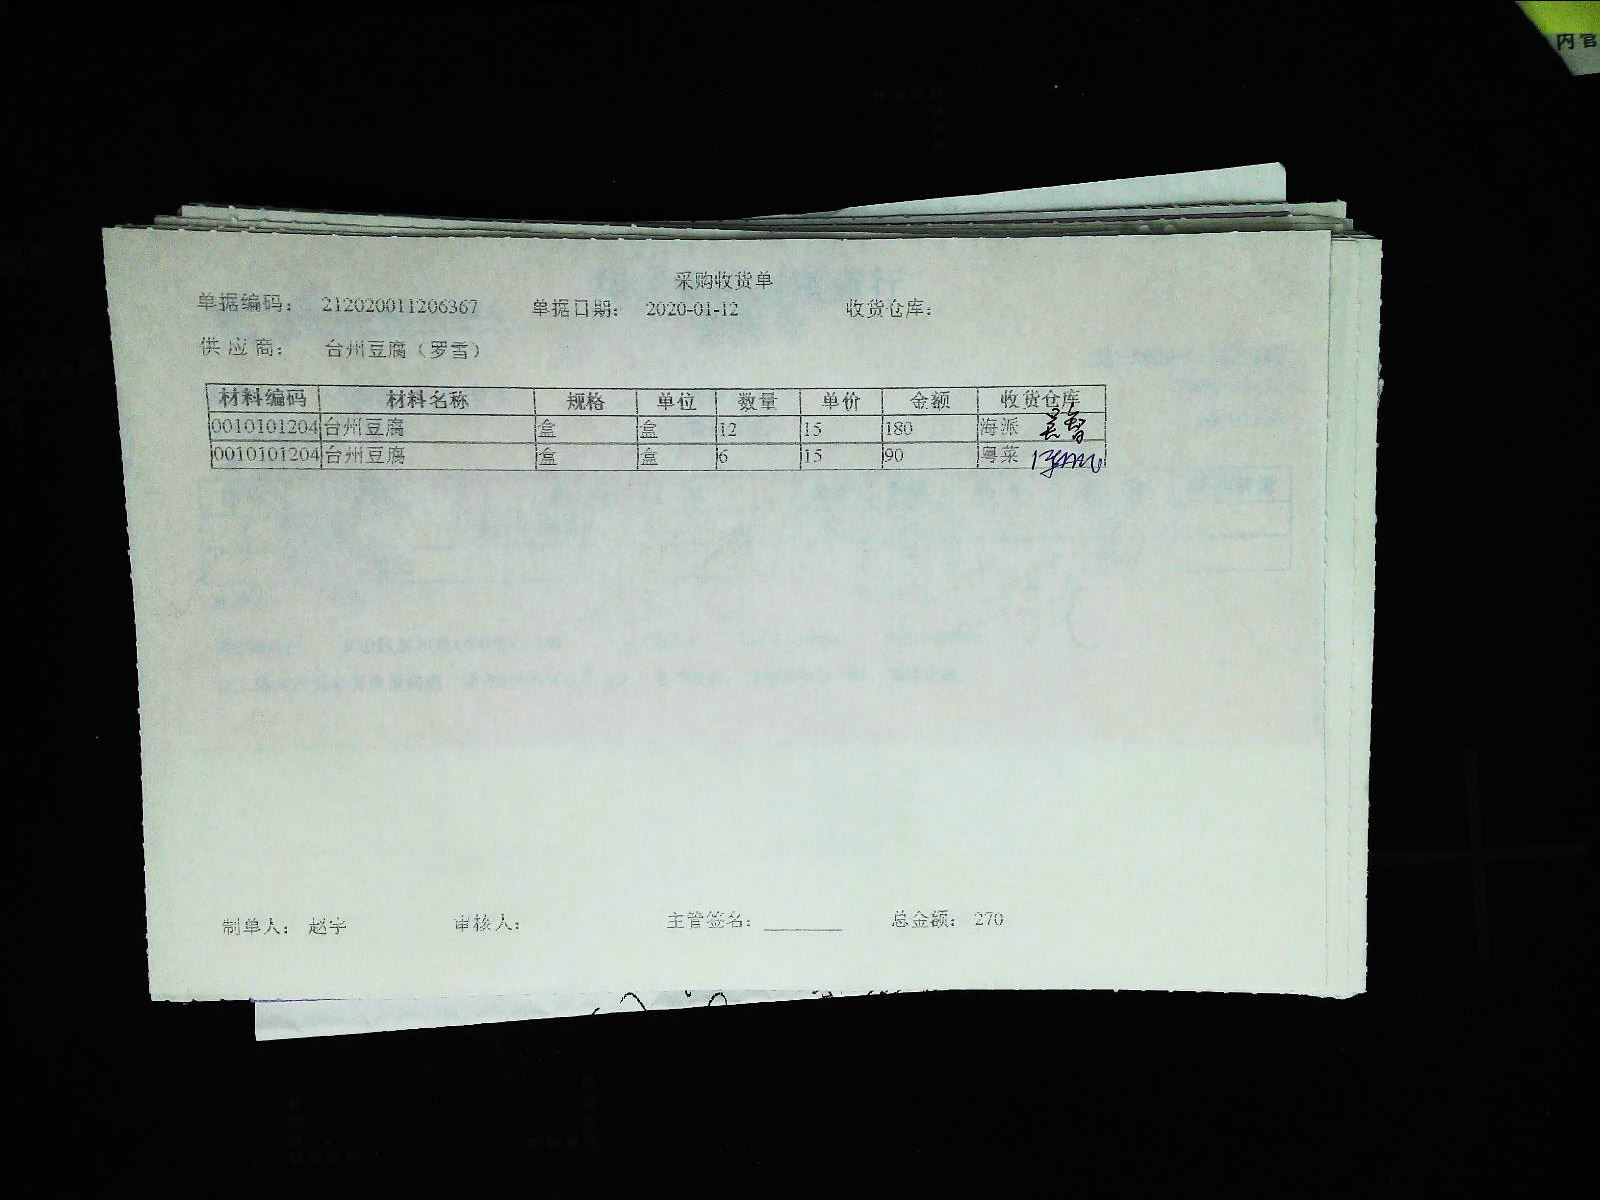 内官
采购收货单
单据编码： 212020011206367 单据日期： 2020-01-12 收货仓库：
供应商： 台州豆腐（罗雪）
材料编码 材料名称 规格 单位 数量 单价 金额 收货仓库
0010101204 台州豆腐 盒 盒 12 15 180 海派
0010101204 台州豆腐 盒 盒 6 15 90 粤菜
制单人： 赵宇 审核人： 主管签名： 总金额： 270